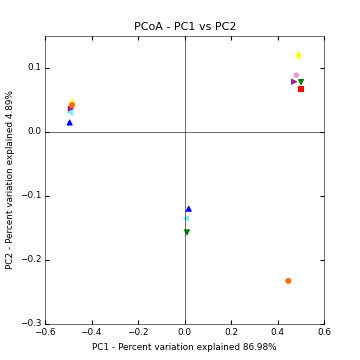 PCoA - PC1 vs PC2
PC2 - Percent variation explained 4.89%
0.1
0.0
−0.1
−0.2
−0.3
−0.6 −0.4 −0.2 0.0 0.2 0.4 0.6
PC1 - Percent variation explained 86.98%